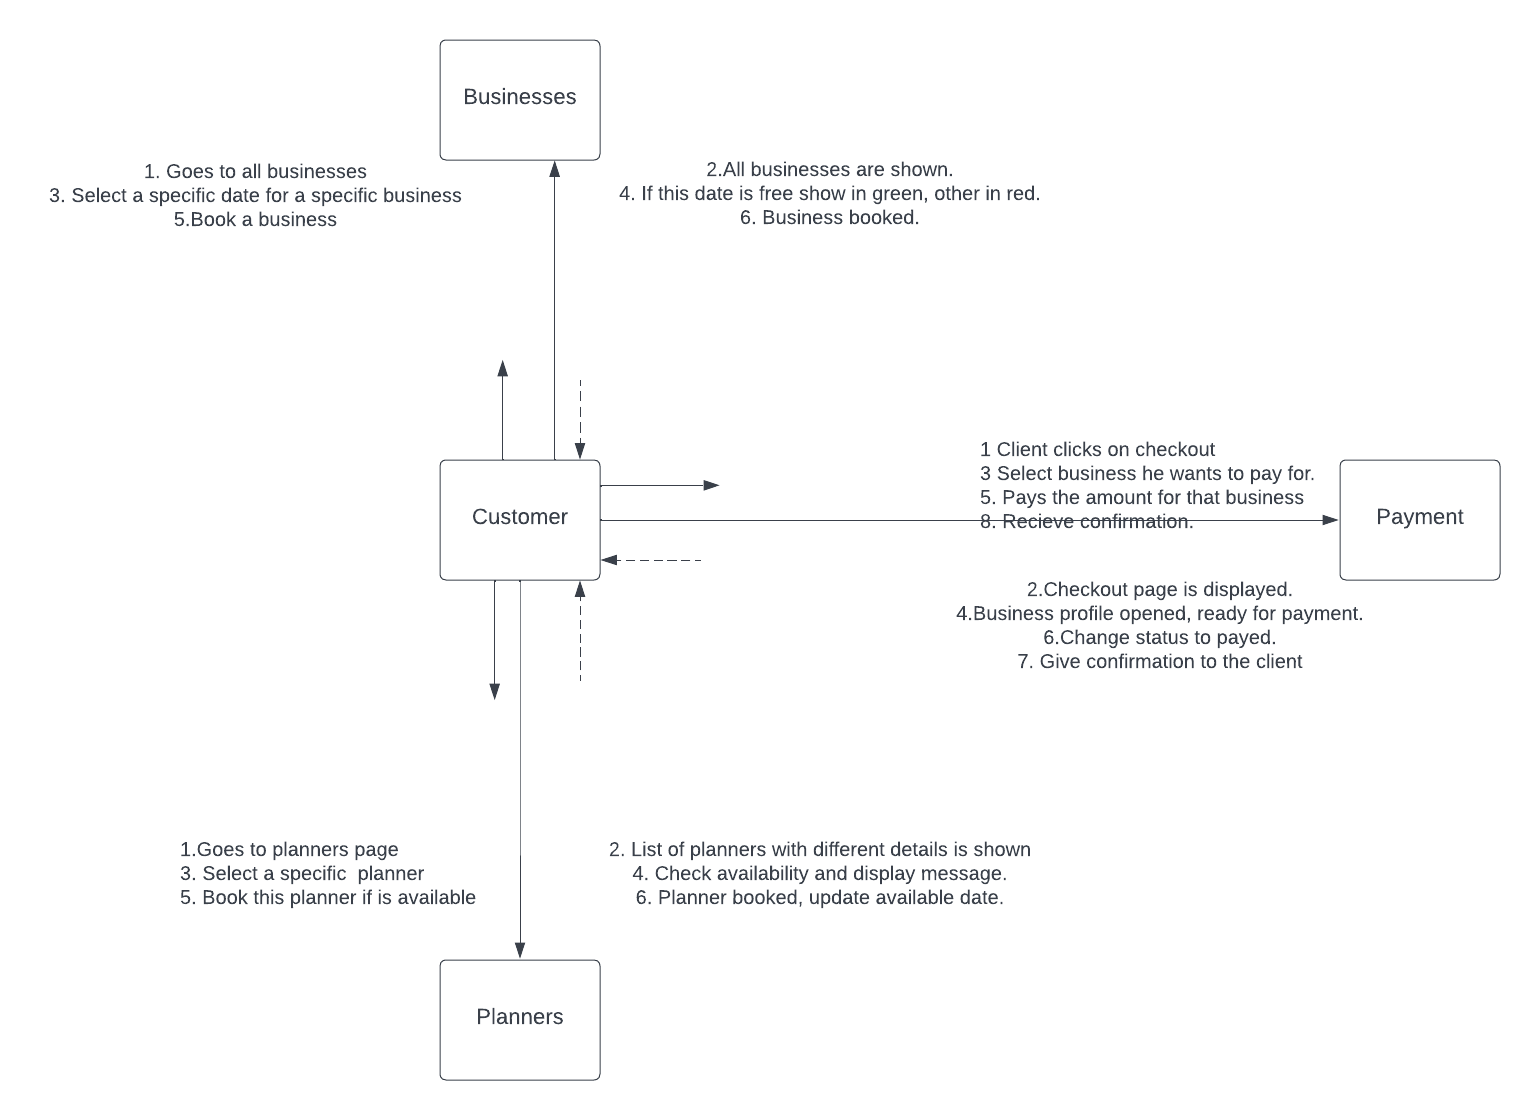 Businesses
1. Goes to all businesses
3. Select a specific date for a specific business
5.Book a business
2.All businesses are shown.
4. If this date is free show in green, other in red.
6. Business booked.
Customer
1 Client clicks on checkout
3 Select business he wants to pay for.
5. Pays the amount for that business
8. Recieve confirmation.
Payment
2.Checkout page is displayed.
4.Business profile opened, ready for payment.
6.Change status to payed.
7. Give confirmation to the client
1.Goes to planners page
3. Select a specific  planner
5. Book this planner if is available
2. List of planners with different details is shown
4. Check availability and display message.
6. Planner booked, update available date.
Planners